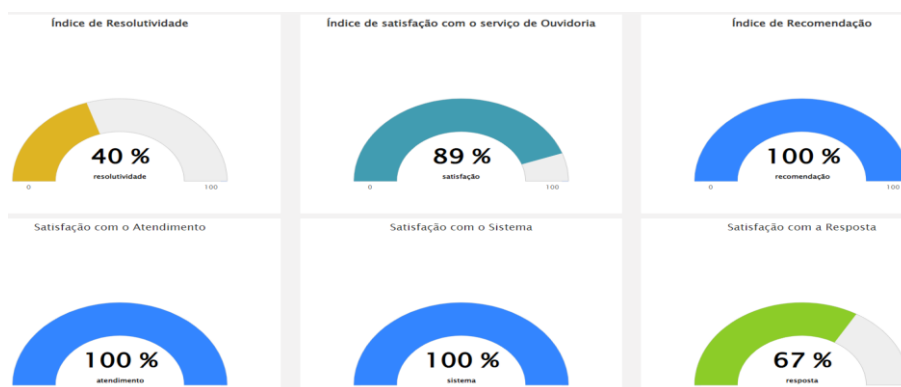 Índice de Resolutividade
Índice de satisfação com o serviço de Ouvidoria
Índice de Recomendação
40 %
resolutividade
0
100
89 %
satisfação
0
100
100 %
recomendação
0
100
Satisfação com o Atendimento
Satisfação com o Sistema
Satisfação com a Resposta
100 %
atendimento
100 %
sistema
67 %
resposta